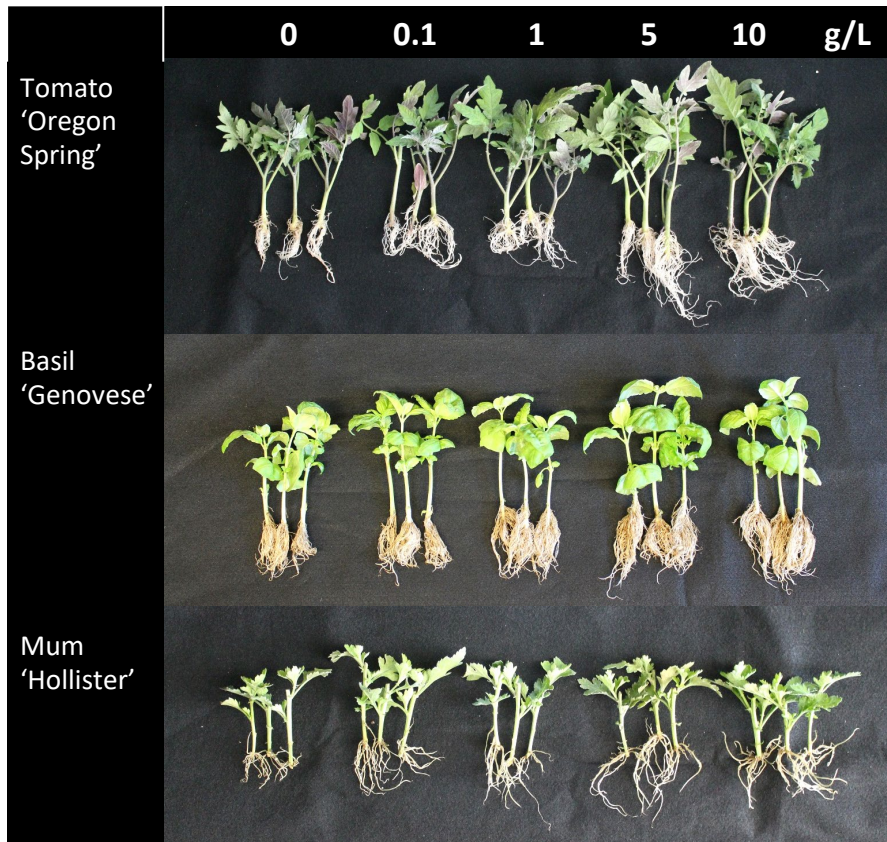 0 0.1 1 5 10 g/L
Tomato
‘Oregon
Spring’
Basil
‘Genovese’
Mum
‘Hollister’